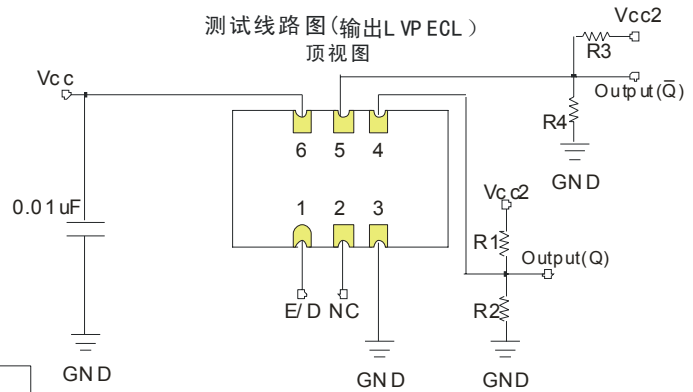 测试线路图(输出LVPECL)
顶视图
Vcc2
R3
Vcc
Output(Q̅)
R4
6 5 4
GND
Vcc2
0.01uF
1 2 3
R1
Output(Q)
E/D NC
R2
GND
GND
GND